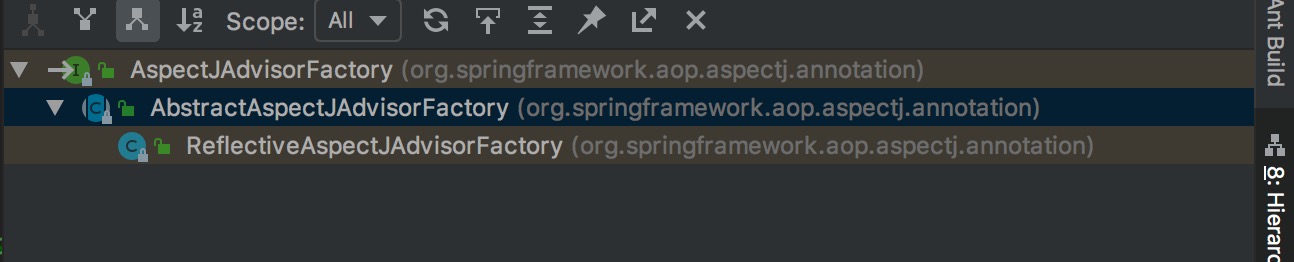 Scope: All
AspectJAdvisorFactory (org.springframework.aop.aspectj.annotation)
AbstractAspectJAdvisorFactory (org.springframework.aop.aspectj.annotation)
ReflectiveAspectJAdvisorFactory (org.springframework.aop.aspectj.annotation)
Ant Build
8: Hierarc